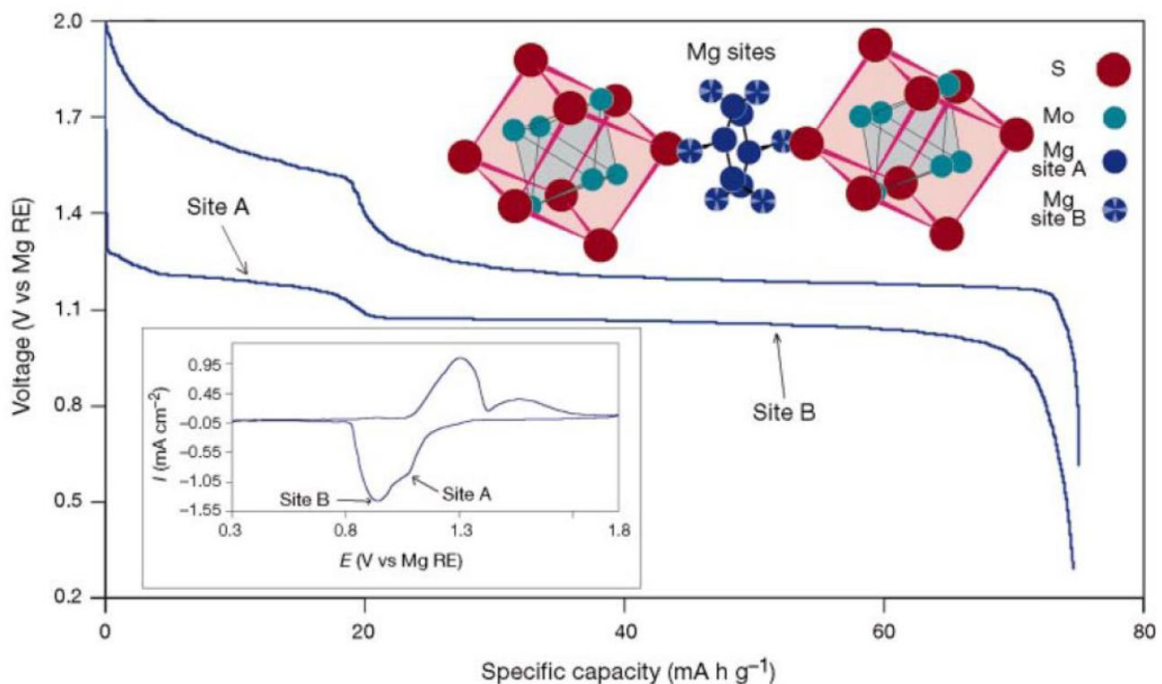 2.0
1.7
1.4
1.1
0.8
0.5
0.2
Voltage (V vs Mg RE)
Mg sites
S
Mo
Mg
site A
Mg
site B
Site A
Site B
0.95
0.45
−0.05
−0.55
−1.05
−1.55
I (mA cm−2)
Site B
Site A
0.3 0.8 1.3 1.8
E (V vs Mg RE)
0 20 40 60 80
Specific capacity (mA h g−1)